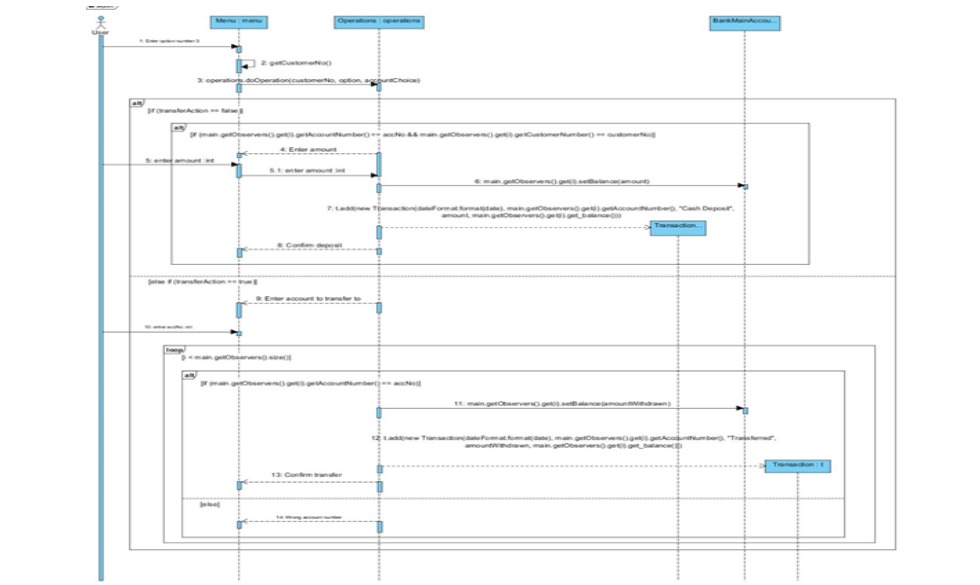 User
Menu : menu
Operations : operations
BankMainAccou...
1: Enter option number:3
2: getCustomerNo()
3: operations.doOperation(customerNo, option, accountChoice)
alt
[if (transferAction == false)]
alt
[if (main.getObservers().get(i).getAccountNumber() == accNo && main.getObservers().get(i).getCustomerNumber() == customerNo)]
4: Enter amount
5: enter amount :int
5.1: enter amount :int
6: main.getObservers().get(i).setBalance(amount)
7: t.add(new Transaction(dateFormat.format(date), main.getObservers().get(i).getAccountNumber(), "Cash Deposit",
amount, main.getObservers().get(i).get_balance()))
Transaction...
8: Confirm deposit
[else if (transferAction == true)]
9: Enter account to transfer to
10: enter accNo :int
loop
[i = main.getObservers().size()]
alt
[if (main.getObservers().get(i).getAccountNumber() == accNo)]
11: main.getObservers().get(i).setBalance(amountWithdrawn)
12: t.add(new Transaction(dateFormat.format(date), main.getObservers().get(i).getAccountNumber(), "Transferred",
amountWithdrawn, main.getObservers().get(i).get_balance()))
Transaction : t
13: Confirm transfer
[else]
14: Wrong account number